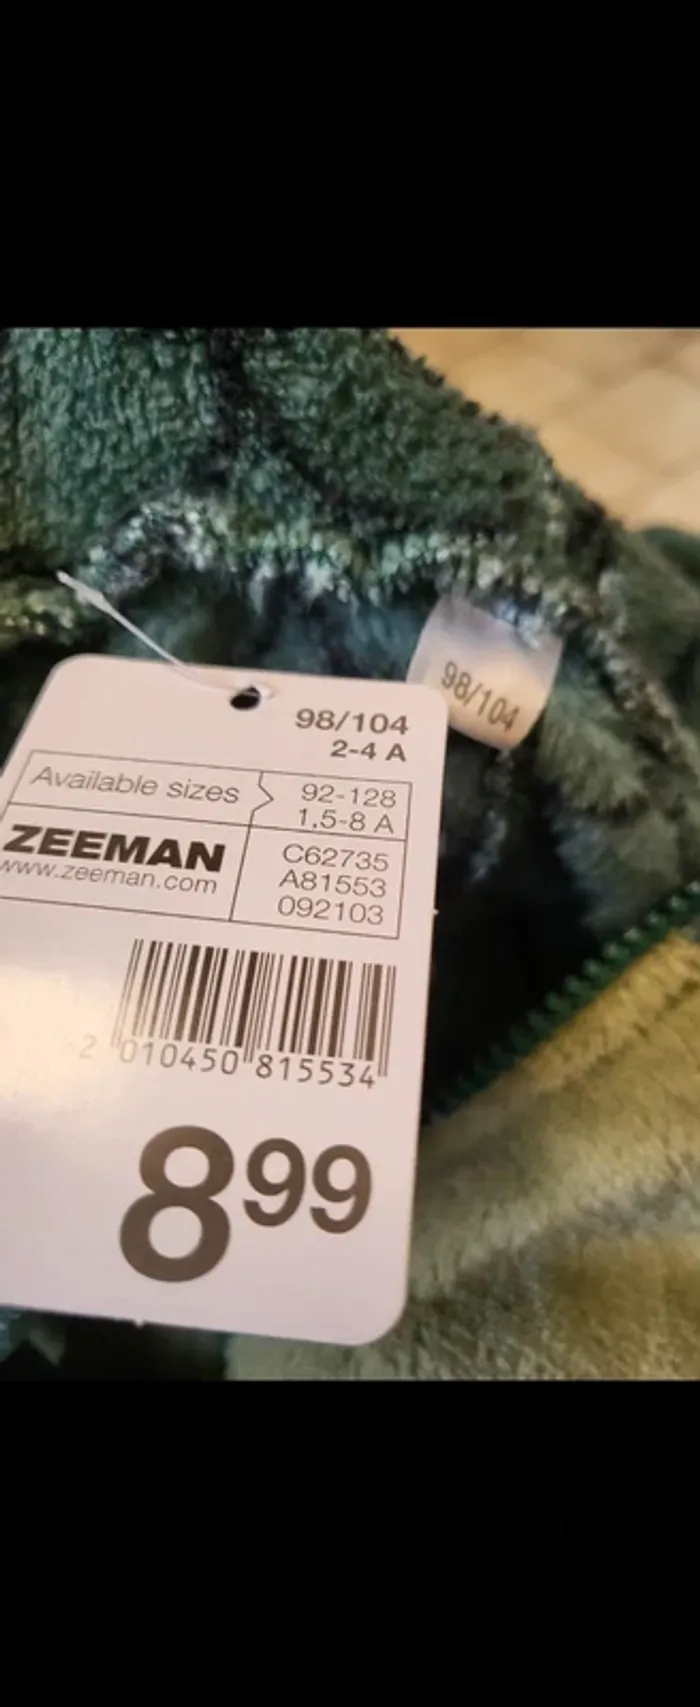 98/104
2-4 A
98/104
Available sizes
92-128
1,5-8 A
ZEEMAN
www.zeeman.com
C62735
A81553
092103
2 010450 815534
8 99